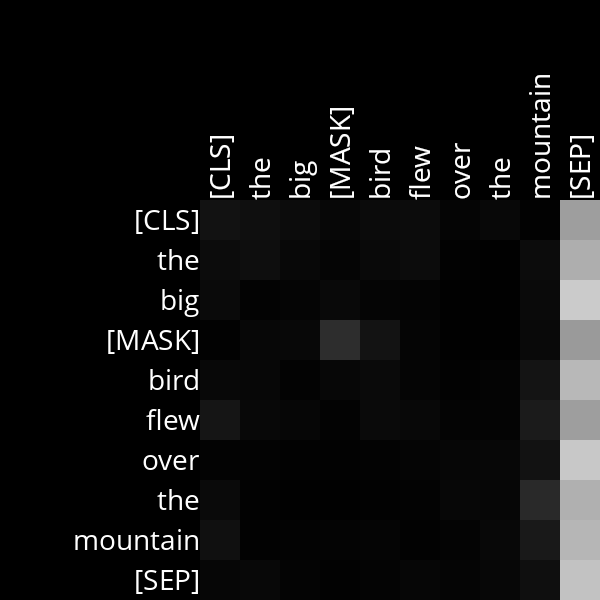 [CLS] the big [MASK] bird flew over the mountain [SEP]
[CLS]
the
big
[MASK]
bird
flew
over
the
mountain
[SEP]